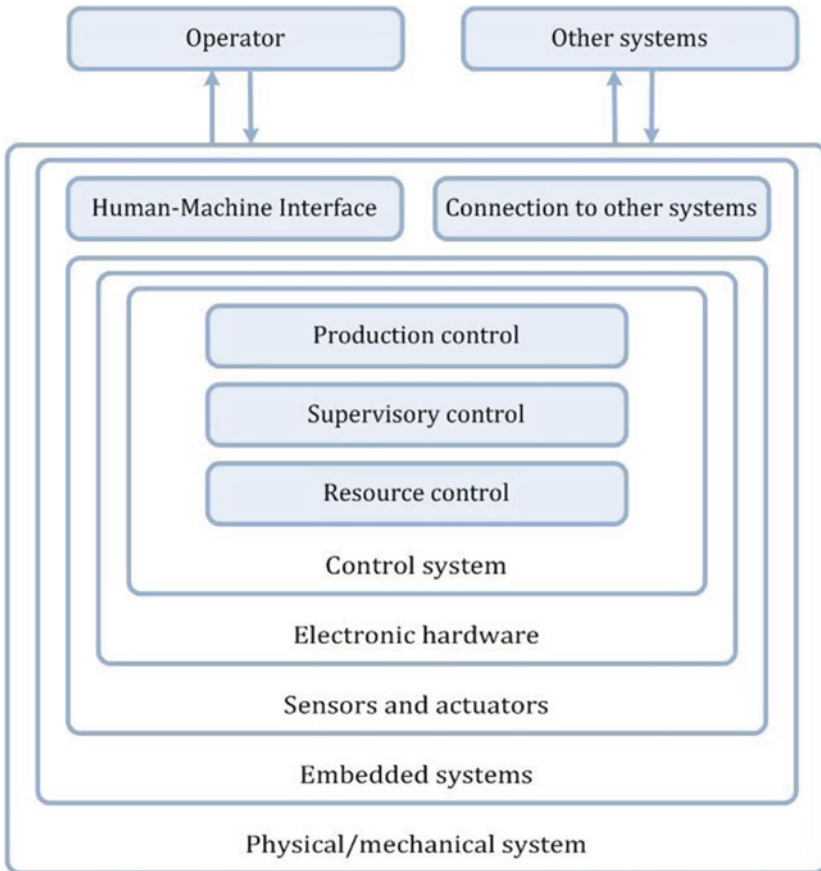 Operator
Other systems
Human-Machine Interface
Connection to other systems
Production control
Supervisory control
Resource control
Control system
Electronic hardware
Sensors and actuators
Embedded systems
Physical/mechanical system